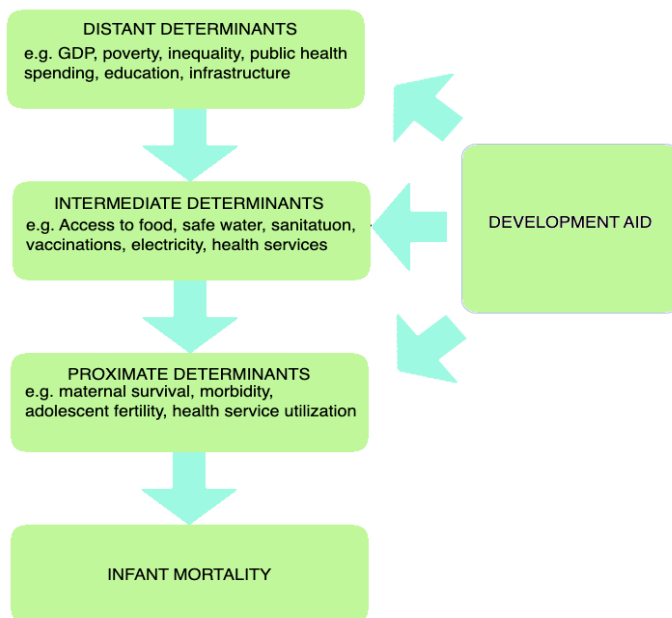 DISTANT DETERMINANTS
e.g. GDP, poverty, inequality, public health
spending, education, infrastructure
INTERMEDIATE DETERMINANTS
e.g. Access to food, safe water, sanitatuon,
vaccinations, electricity, health services
DEVELOPMENT AID
PROXIMATE DETERMINANTS
e.g. maternal survival, morbidity,
adolescent fertility, health service utilization
INFANT MORTALITY